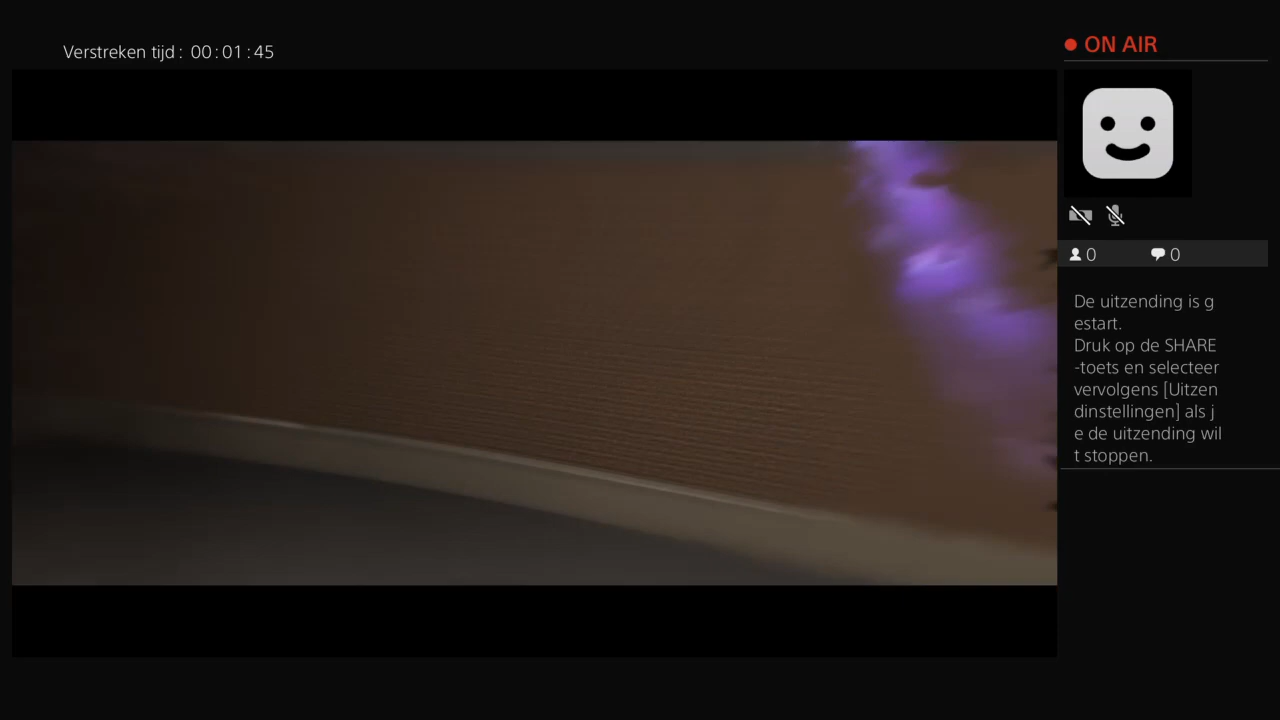 Verstreken tijd : 00:01:45
ON AIR
0
0
De uitzending is g
estart.
Druk op de SHARE
-toets en selecteer
vervolgens [Uitzen
dinstellingen] als j
e de uitzending wil
t stoppen.